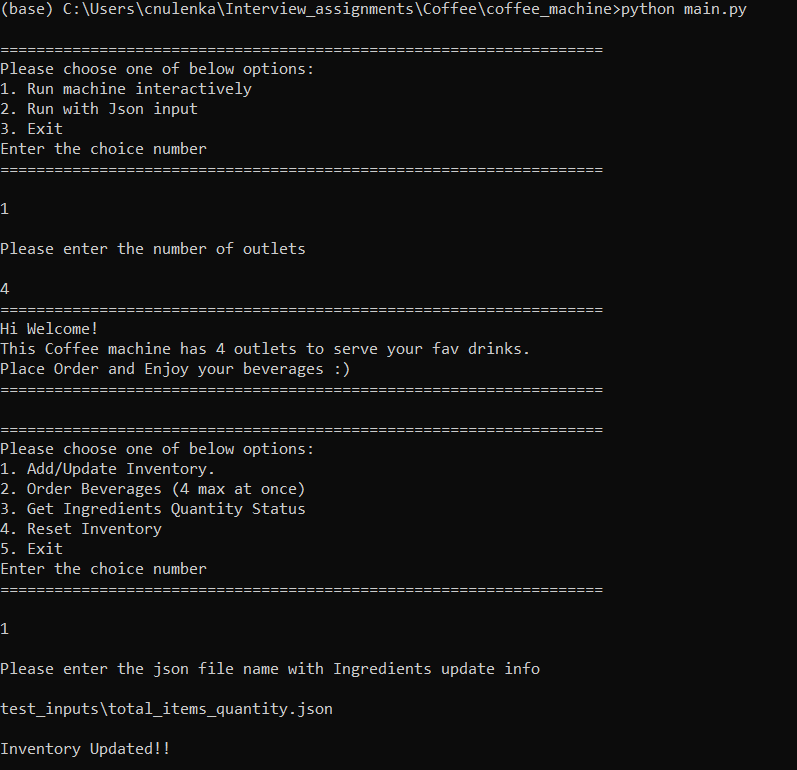 (base) C:\Users\cnulenka\Interview_assignments\Coffee\coffee_machine>python main.py
===================================================================
Please choose one of below options:
1. Run machine interactively
2. Run with Json input
3. Exit
Enter the choice number
===================================================================
1
Please enter the number of outlets
4
===================================================================
Hi Welcome!
This Coffee machine has 4 outlets to serve your fav drinks.
Place Order and Enjoy your beverages :)
===================================================================
===================================================================
Please choose one of below options:
1. Add/Update Inventory.
2. Order Beverages (4 max at once)
3. Get Ingredients Quantity Status
4. Reset Inventory
5. Exit
Enter the choice number
===================================================================
1
Please enter the json file name with Ingredients update info
test_inputs\total_items_quantity.json
Inventory Updated!!